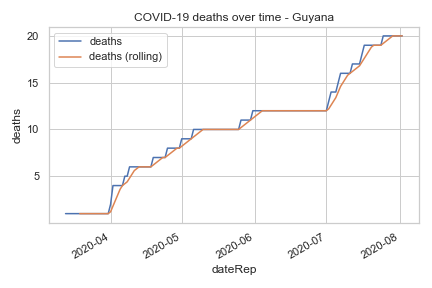 COVID-19 deaths over time - Guyana
deaths
deaths (rolling)
20
15
10
5
deaths
2020-04
2020-05
2020-06
2020-07
2020-08
dateRep